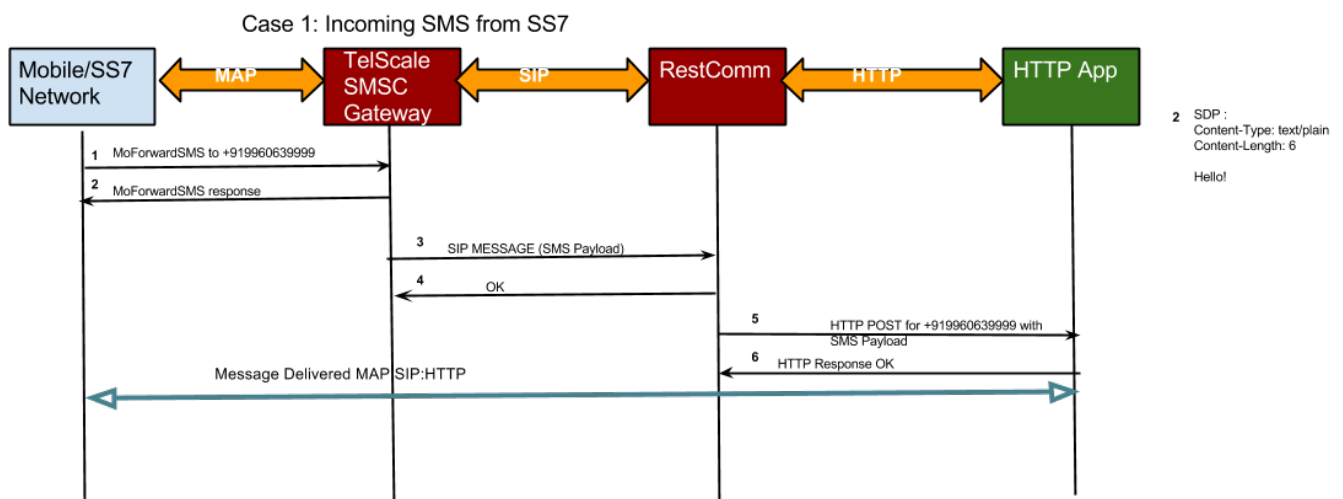 Case 1: Incoming SMS from SS7
Mobile/SS7
Network
MAP
TelScale
SMSC
Gateway
SIP
RestComm
HTTP
HTTP App
2 SDP :
Content-Type: text/plain
Content-Length: 6
Hello!
1 MoForwardSMS to +919960639999
2 MoForwardSMS response
3 SIP MESSAGE (SMS Payload)
4 OK
5 HTTP POST for +919960639999 with
SMS Payload
6 HTTP Response OK
Message Delivered MAP SIP:HTTP